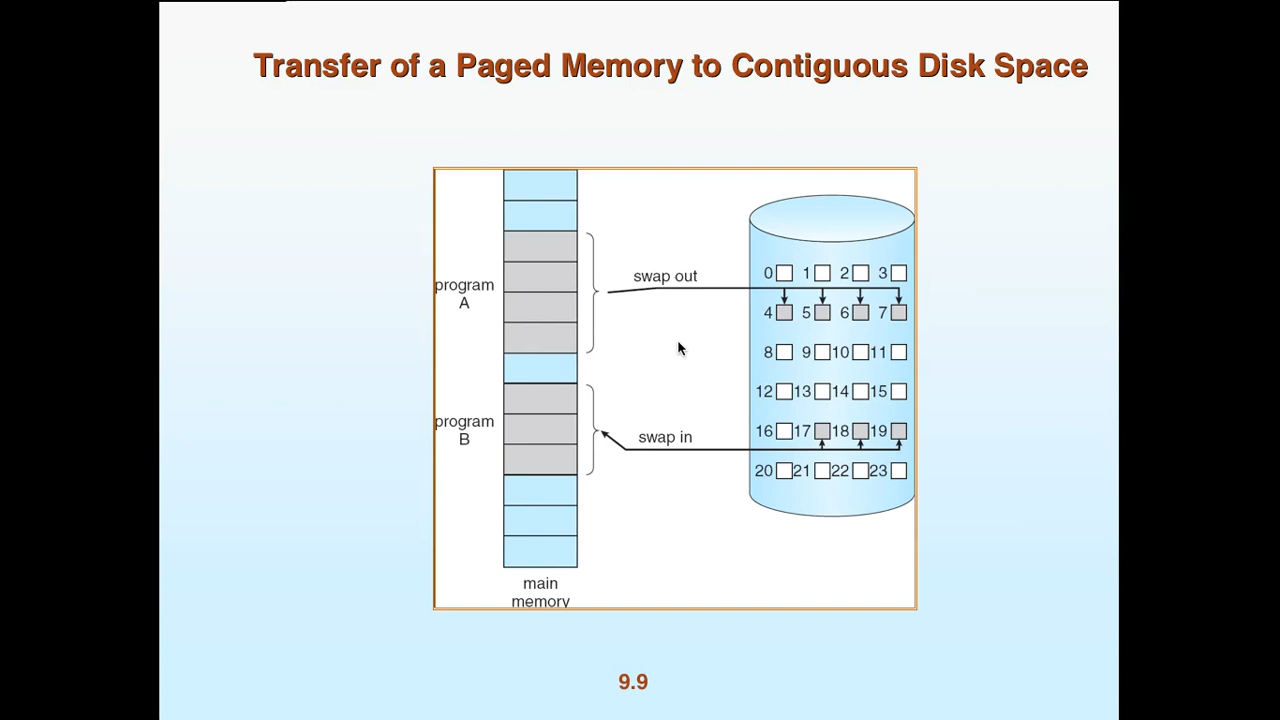 Transfer of a Paged Memory to Contiguous Disk Space
program
A
swap out
0 1 2 3
4 5 6 7
8 9 10 11
12 13 14 15
program
B
swap in
16 17 18 19
20 21 22 23
main
memory
9.9